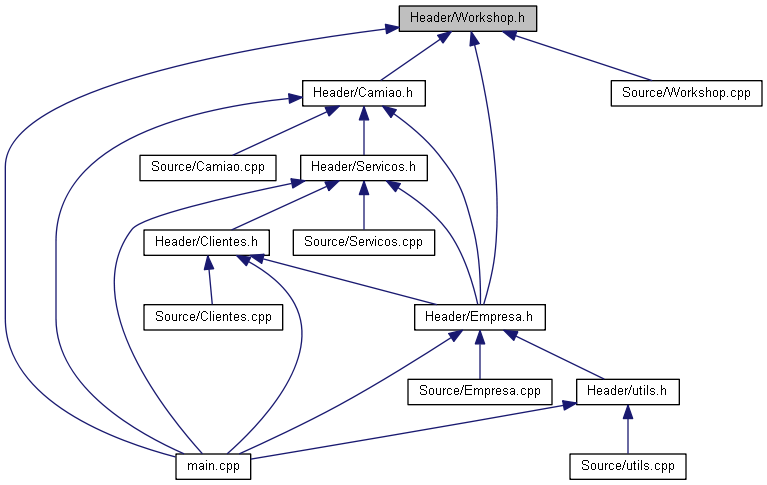 Header/Workshop.h
Header/Camiao.h
Source/Workshop.cpp
Source/Camiao.cpp
Header/Servicos.h
Header/Clientes.h
Source/Servicos.cpp
Source/Clientes.cpp
Header/Empresa.h
Source/Empresa.cpp
Header/utils.h
main.cpp
Source/utils.cpp